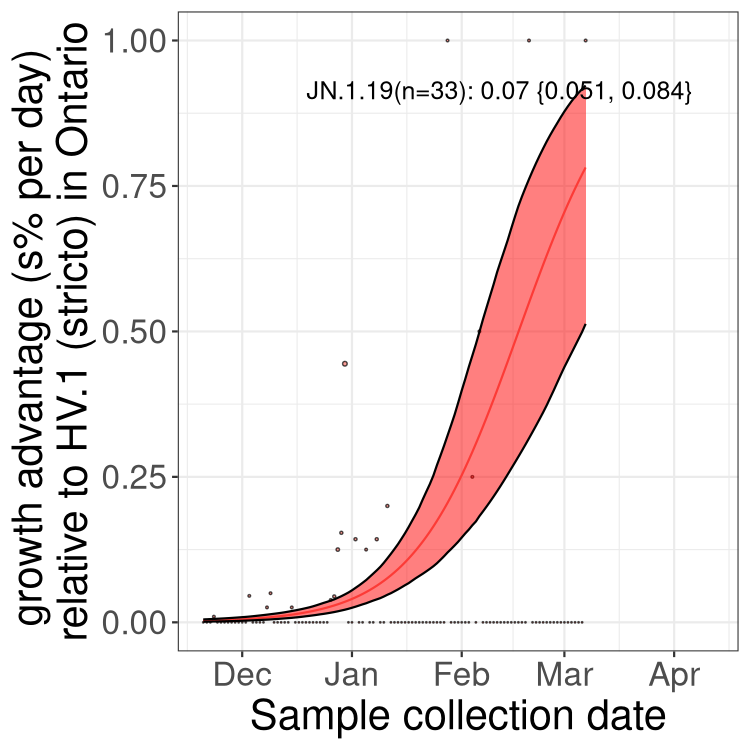 growth advantage (s% per day)
relative to HV.1 (stricto) in Ontario
1.00
0.75
0.50
0.25
0.00
JN.1.19(n=33): 0.07 {0.051, 0.084}
Dec Jan Feb Mar Apr
Sample collection date